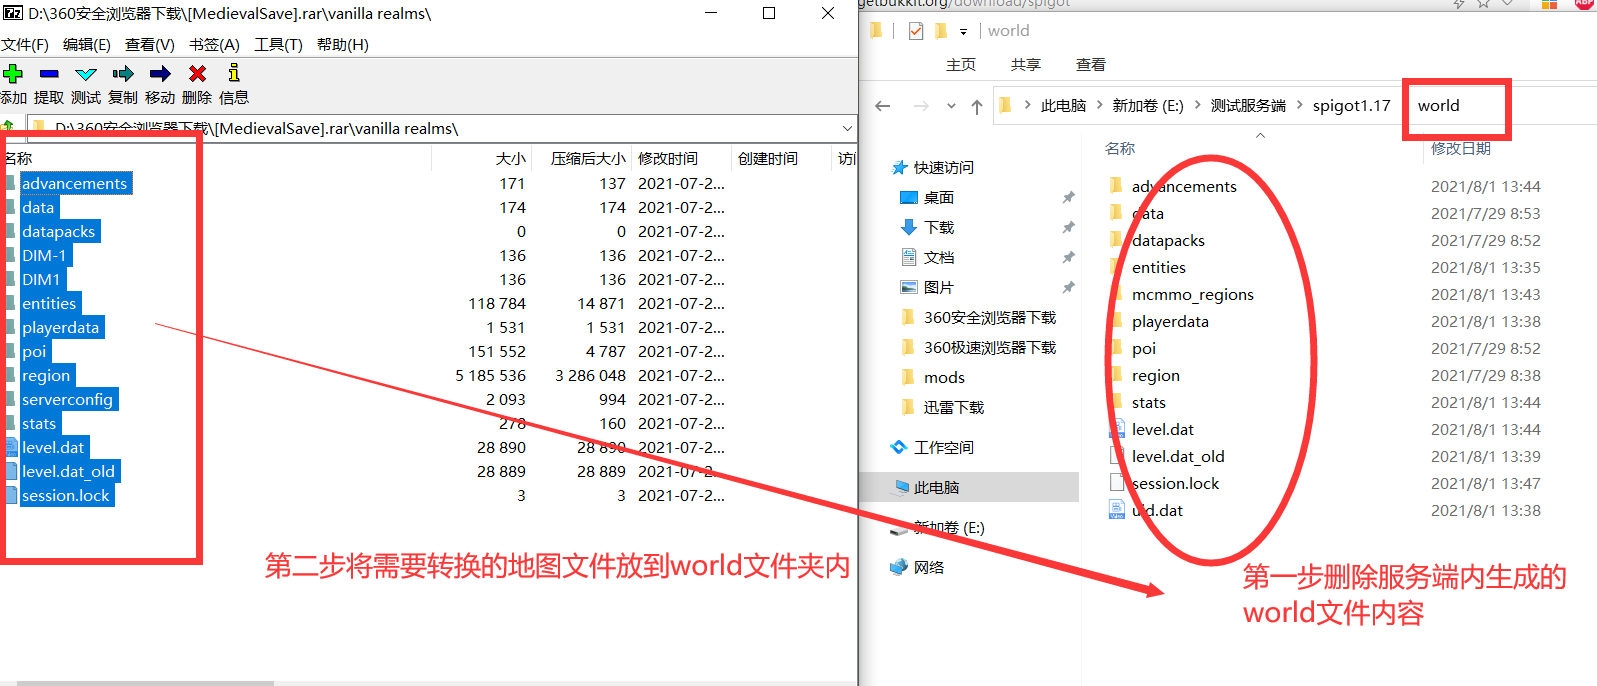 D:\360安全浏览器下载\[MedievalSave].rar\vanilla realms\
文件(F) 编辑(E) 查看(V) 书签(A) 工具(T) 帮助(H)
添加 提取 测试 复制 移动 删除 信息
D:\360安全浏览器下载\[MedievalSave].rar\vanilla realms\
名称 大小 压缩后大小 修改时间 创建时间 访
advancements 171 137 2021-07-2...
data 174 174 2021-07-2...
datapacks 0 0 2021-07-2...
DIM-1 136 136 2021-07-2...
DIM1 136 136 2021-07-2...
entities 118 784 14 871 2021-07-2...
playerdata 1 531 1 531 2021-07-2...
poi 151 552 4 787 2021-07-2...
region 5 185 536 3 286 048 2021-07-2...
serverconfig 2 093 994 2021-07-2...
stats 278 160 2021-07-2...
level.dat 28 890 28 890 2021-07-2...
level.dat_old 28 889 28 889 2021-07-2...
session.lock 3 3 2021-07-2...
第二步将需要转换的地图文件放到world文件夹内
getbukkit.org/download/spigot
ABP
world
主页 共享 查看
此电脑 新加卷 (E:) 测试服务端 spigot1.17 world
快速访问
桌面
下载
文档
图片
360安全浏览器下载
360极速浏览器下载
mods
迅雷下载
工作空间
此电脑
新加卷 (E:)
网络
名称 修改日期
advancements 2021/8/1 13:44
data 2021/7/29 8:53
datapacks 2021/7/29 8:52
entities 2021/8/1 13:35
mcmmo_regions 2021/8/1 13:43
playerdata 2021/8/1 13:38
poi 2021/7/29 8:52
region 2021/7/29 8:38
stats 2021/8/1 13:44
level.dat 2021/8/1 13:44
level.dat_old 2021/8/1 13:39
session.lock 2021/8/1 13:47
uid.dat 2021/8/1 13:38
第一步删除服务端内生成的
world文件内容